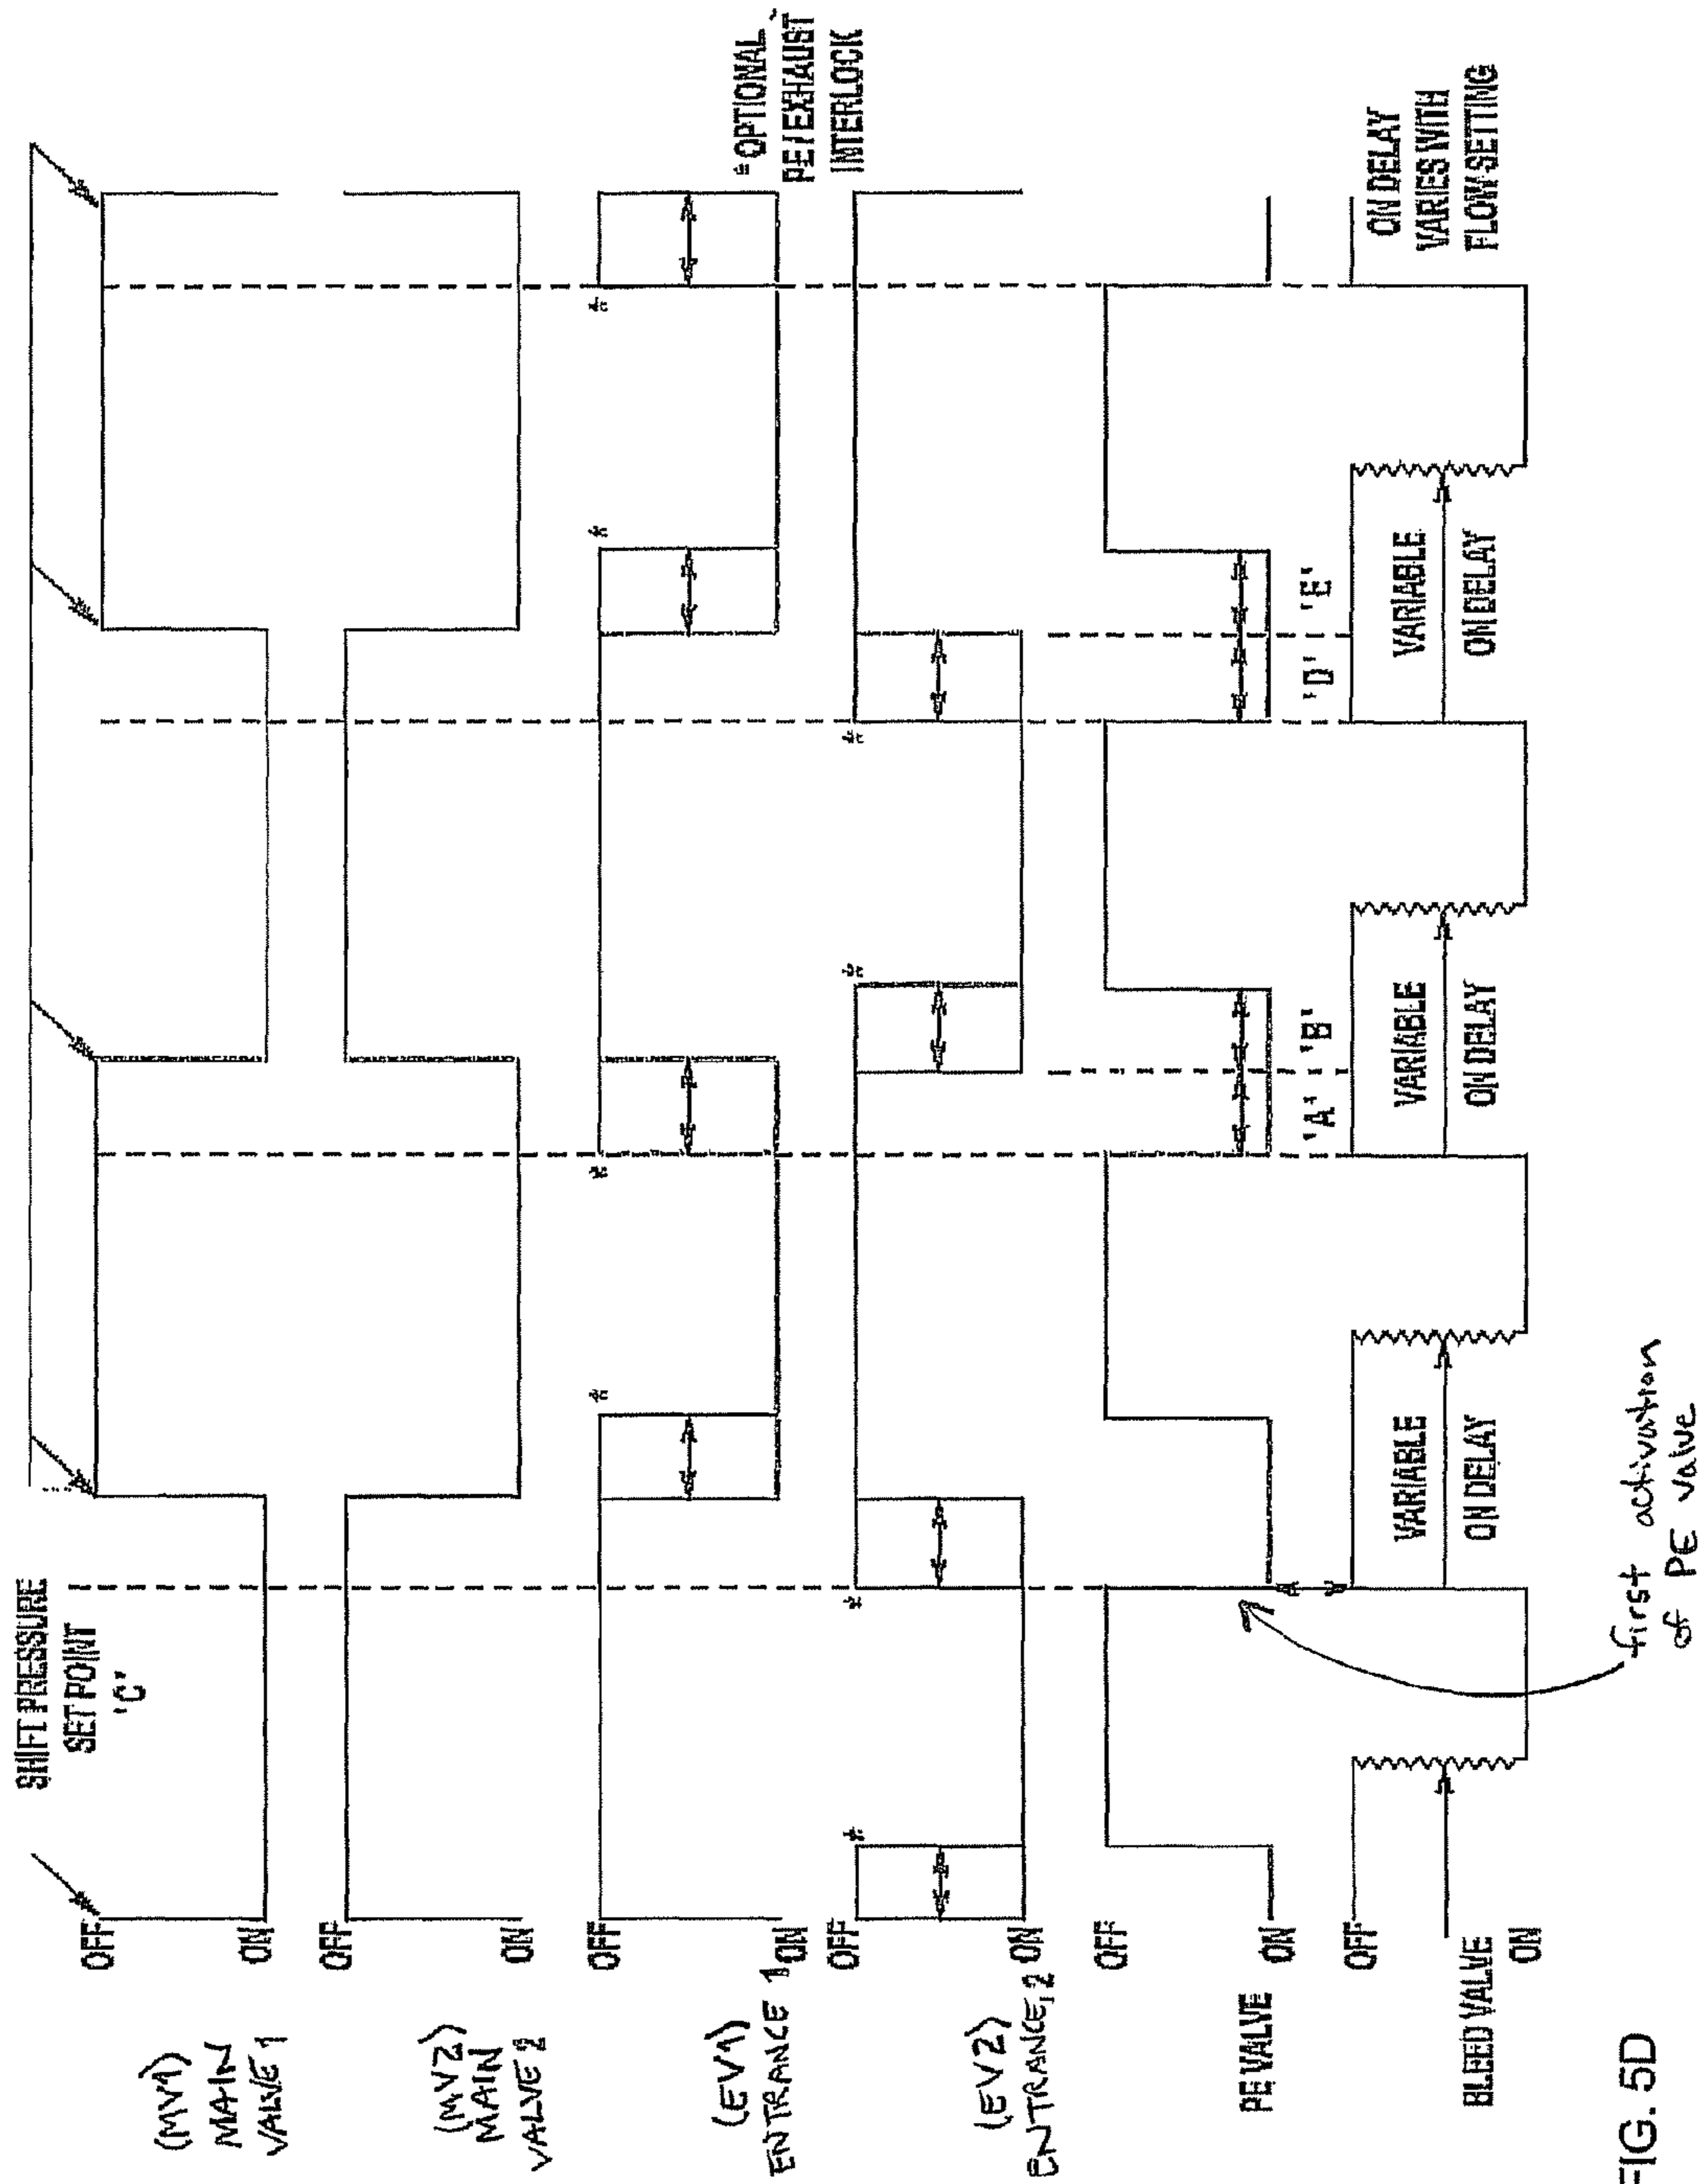 SHIFT PRESSURE
SET POINT
'C'
(MV1)
MAIN
VALVE 1
OFF
ON
(MV2)
MAIN
VALVE 2
OFF
ON
(EV1)
ENTRANCE 1
OFF
ON
*OPTIONAL
PE / EXHAUST
INTERLOCK
(EV2)
ENTRANCE, 2
OFF
ON
PE VALVE
OFF
ON
'A' 'B' 'D' 'E'
BLEED VALVE
OFF
ON
VARIABLE
ON DELAY
VARIABLE
ON DELAY
VARIABLE
ON DELAY
ON DELAY
VARIES WITH
FLOW SETTING
first activation
of PE valve
FIG. 5D